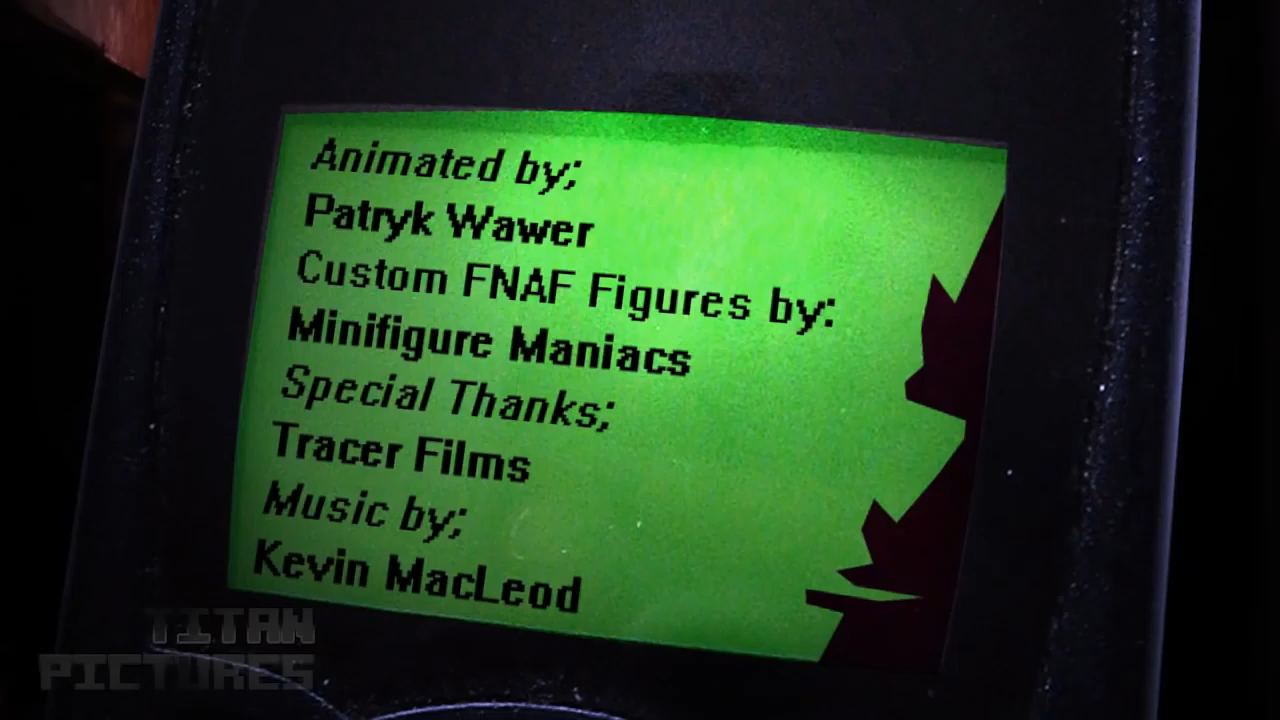 Animated by;
Patryk Wawer
Custom FNAF Figures by:
Minifigure Maniacs
Special Thanks;
Tracer Films
Music by;
Kevin MacLeod
TITAN
PICTURES